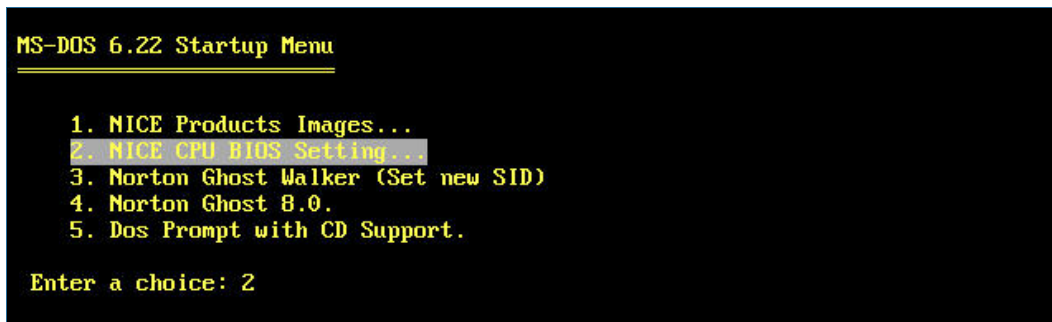 MS-DOS 6.22 Startup Menu
1. NICE Products Images...
2. NICE CPU BIOS Setting...
3. Norton Ghost Walker (Set new SID)
4. Norton Ghost 8.0.
5. Dos Prompt with CD Support.
Enter a choice: 2